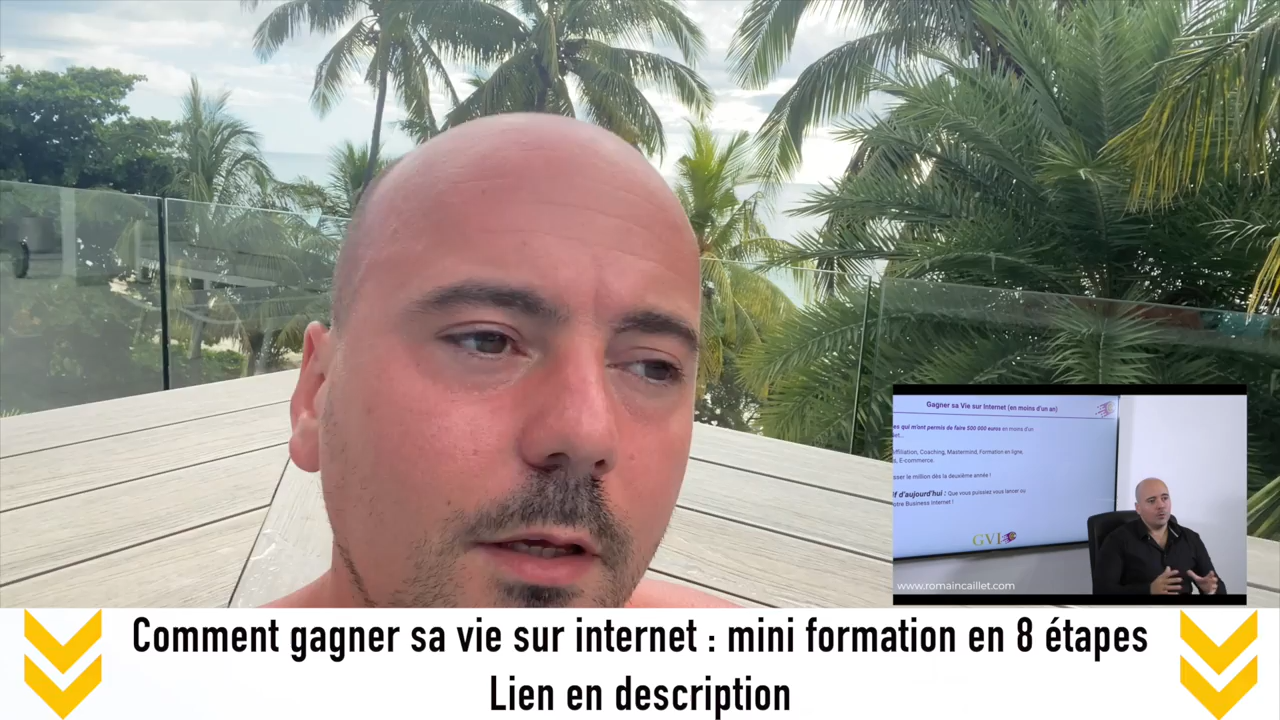 Gagner sa Vie sur Internet (en moins d'un an)
es qui m'ont permis de faire 500 000 euros en moins d'un
et...
ffiliation, Coaching, Mastermind, Formation en ligne,
s, E-commerce.
sser le million dès la deuxième année !
if d'aujourd'hui : Que vous puissiez vous lancer ou
otre Business Internet !
GVI
www.romaincaillet.com
Comment gagner sa vie sur internet : mini formation en 8 étapes
Lien en description